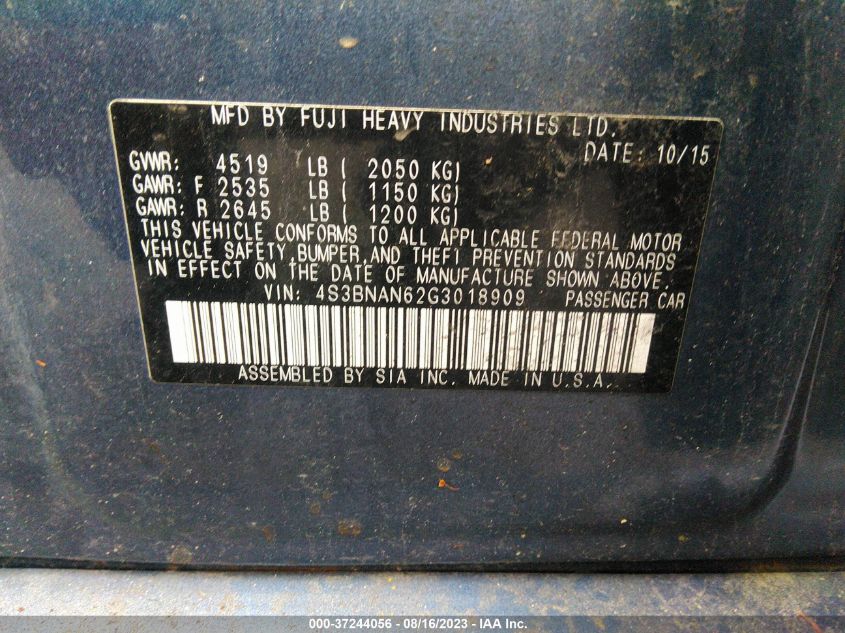 MFD BY FUJI HEAVY INDUSTRIES LTD.
DATE: 10/15
GVWR: 4519 LB ( 2050 KG)
GAWR: F 2535 LB ( 1150 KG)
GAWR: R 2645 LB ( 1200 KG)
THIS VEHICLE CONFORMS TO ALL APPLICABLE FEDERAL MOTOR
VEHICLE SAFETY, BUMPER, AND THEFT PREVENTION STANDARDS
IN EFFECT ON THE DATE OF MANUFACTURE SHOWN ABOVE.
VIN: 4S3BNAN62G3018909 PASSENGER CAR
ASSEMBLED BY SIA INC. MADE IN U.S.A.
000-37244056 - 08/16/2023 - © IAA Inc.